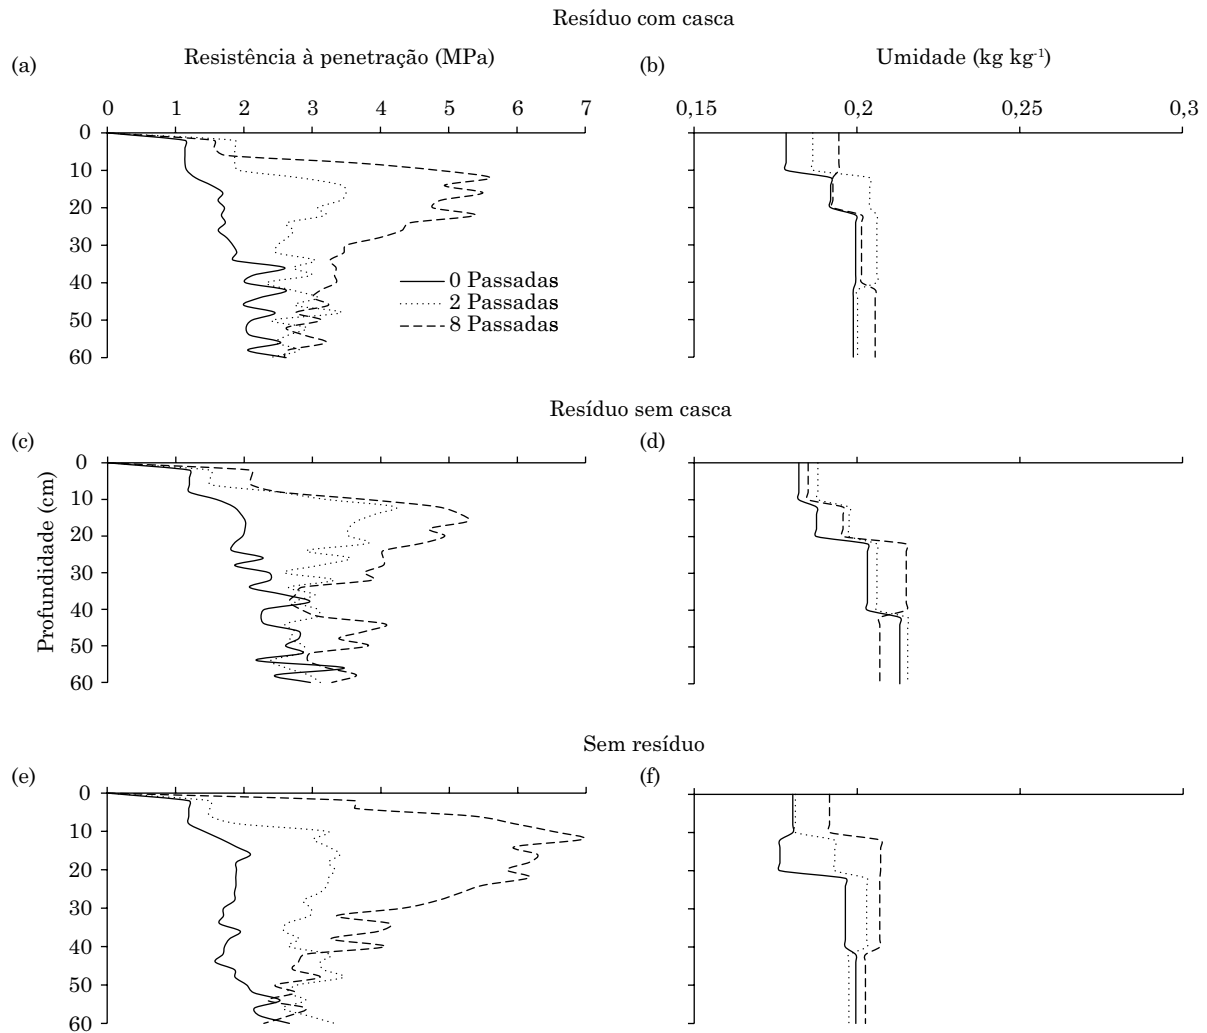 Resíduo com casca
(a)
Resistência à penetração (MPa)
0 1 2 3 4 5 6 7
0
10
20
30
40
50
60
0 Passadas
2 Passadas
8 Passadas
(b)
Umidade (kg kg⁻¹)
0,15 0,2 0,25 0,3
Resíduo sem casca
(c)
Profundidade (cm)
0
10
20
30
40
50
60
(d)
Sem resíduo
(e)
0
10
20
30
40
50
60
(f)